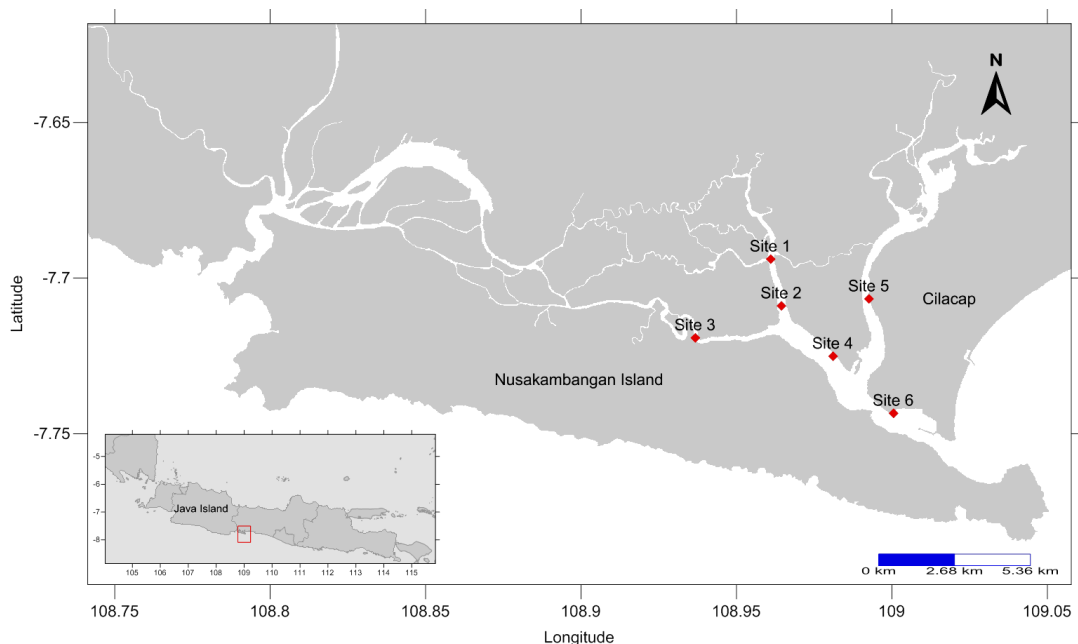 N
-7.65
Site 1
-7.7
Site 2
Site 5
Cilacap
Site 3
Site 4
Nusakambangan Island
Site 6
-7.75
Latitude
-5
-6
Java Island
-7
-8
105 106 107 108 109 110 111 112 113 114 115
0 km 2.68 km 5.36 km
108.75 108.8 108.85 108.9 108.95 109 109.05
Longitude